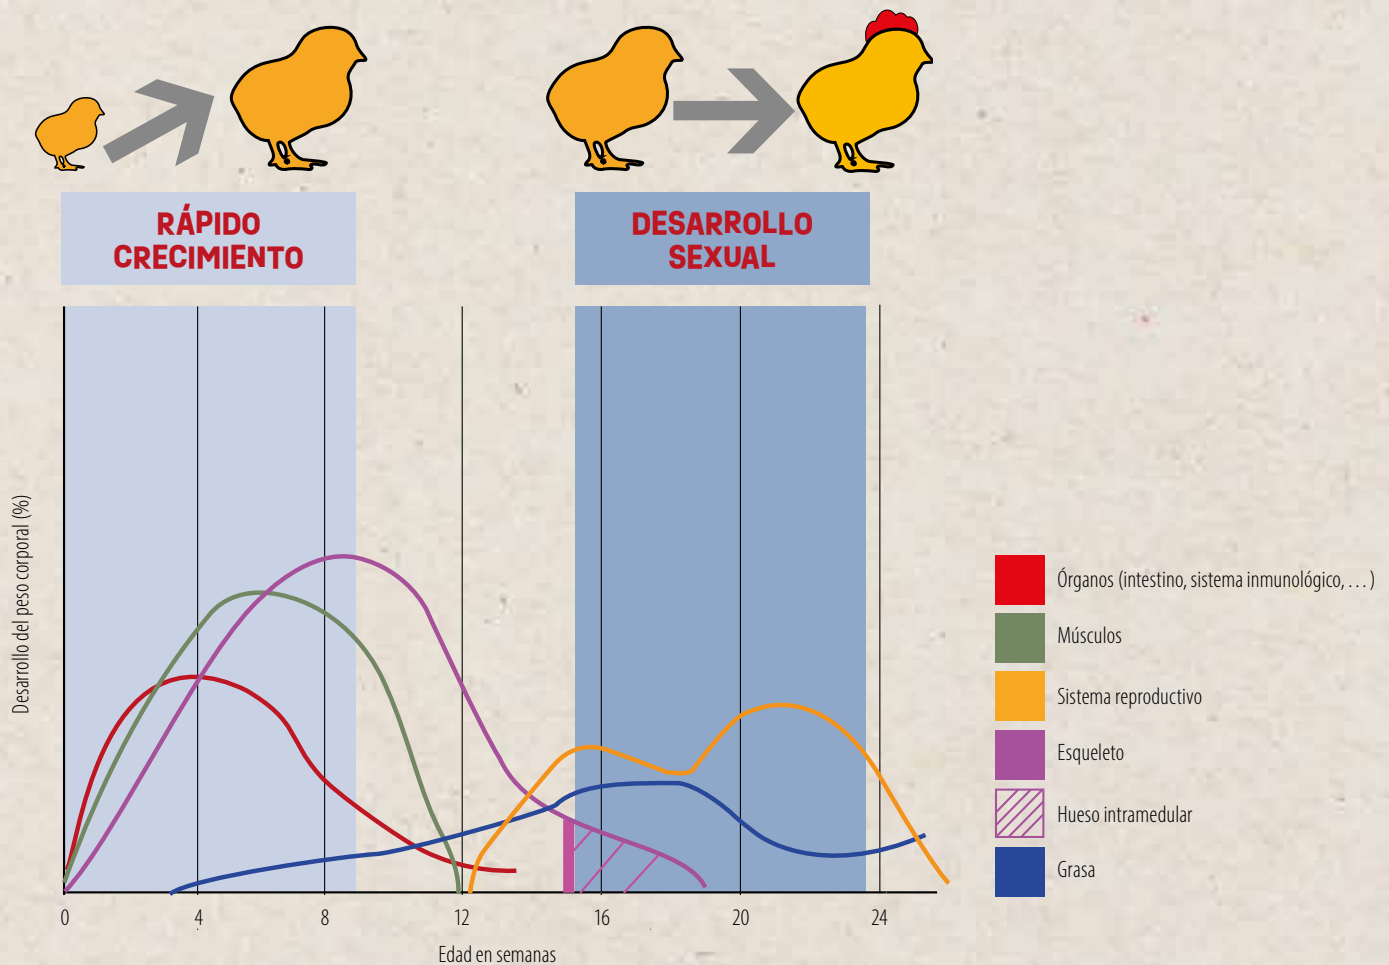 RÁPIDO
CRECIMIENTO
DESARROLLO
SEXUAL
Desarrollo del peso corporal (%)
Órganos (intestino, sistema inmunológico, …)
Músculos
Sistema reproductivo
Esqueleto
Hueso intramedular
Grasa
0 4 8 12 16 20 24
Edad en semanas